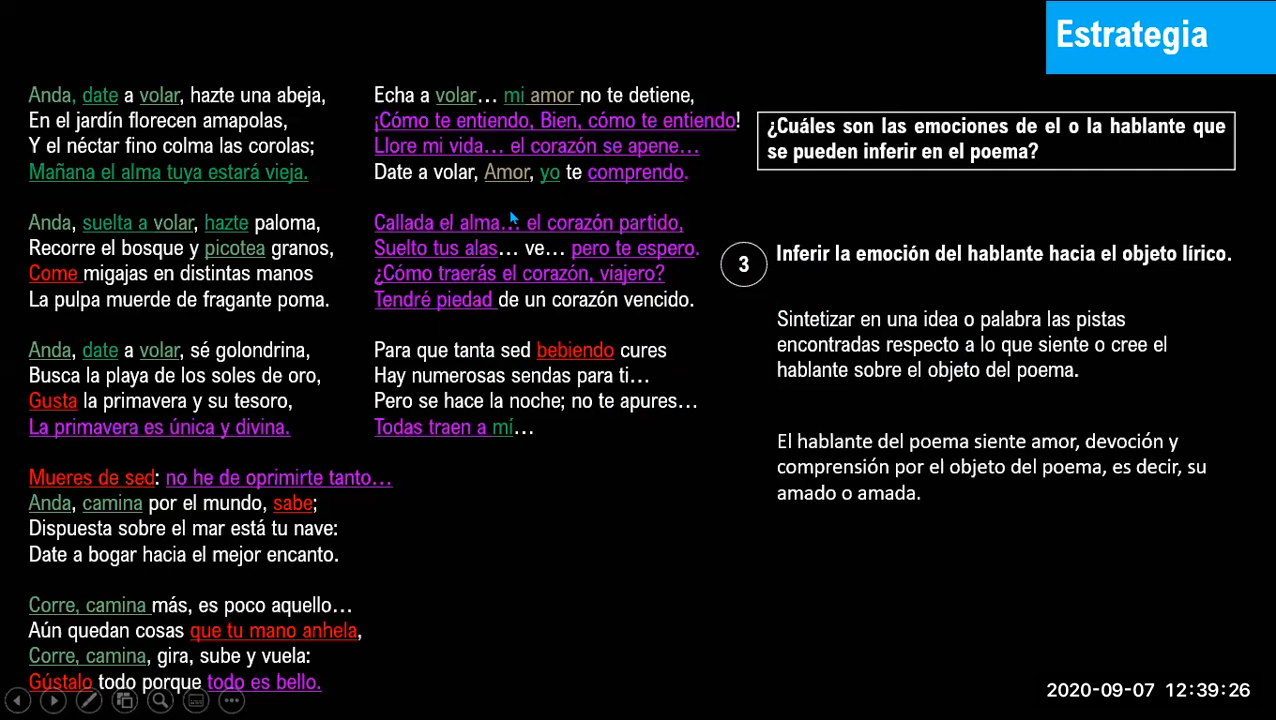 Estrategia
Anda, date a volar, hazte una abeja,
En el jardín florecen amapolas,
Y el néctar fino colma las corolas;
Mañana el alma tuya estará vieja.
Anda, suelta a volar, hazte paloma,
Recorre el bosque y picotea granos,
Come migajas en distintas manos
La pulpa muerde de fragante poma.
Anda, date a volar, sé golondrina,
Busca la playa de los soles de oro,
Gusta la primavera y su tesoro,
La primavera es única y divina.
Mueres de sed: no he de oprimirte tanto…
Anda, camina por el mundo, sabe;
Dispuesta sobre el mar está tu nave:
Date a bogar hacia el mejor encanto.
Corre, camina más, es poco aquello…
Aún quedan cosas que tu mano anhela,
Corre, camina, gira, sube y vuela:
Gústalo todo porque todo es bello.
Echa a volar… mi amor no te detiene,
¡Cómo te entiendo, Bien, cómo te entiendo!
Llore mi vida… el corazón se apene…
Date a volar, Amor, yo te comprendo.
Callada el alma… el corazón partido,
Suelto tus alas… ve… pero te espero.
¿Cómo traerás el corazón, viajero?
Tendré piedad de un corazón vencido.
Para que tanta sed bebiendo cures
Hay numerosas sendas para ti…
Pero se hace la noche; no te apures…
Todas traen a mí…
¿Cuáles son las emociones de el o la hablante que
se pueden inferir en el poema?
3
Inferir la emoción del hablante hacia el objeto lírico.
Sintetizar en una idea o palabra las pistas
encontradas respecto a lo que siente o cree el
hablante sobre el objeto del poema.
El hablante del poema siente amor, devoción y
comprensión por el objeto del poema, es decir, su
amado o amada.
2020-09-07 12:39:26